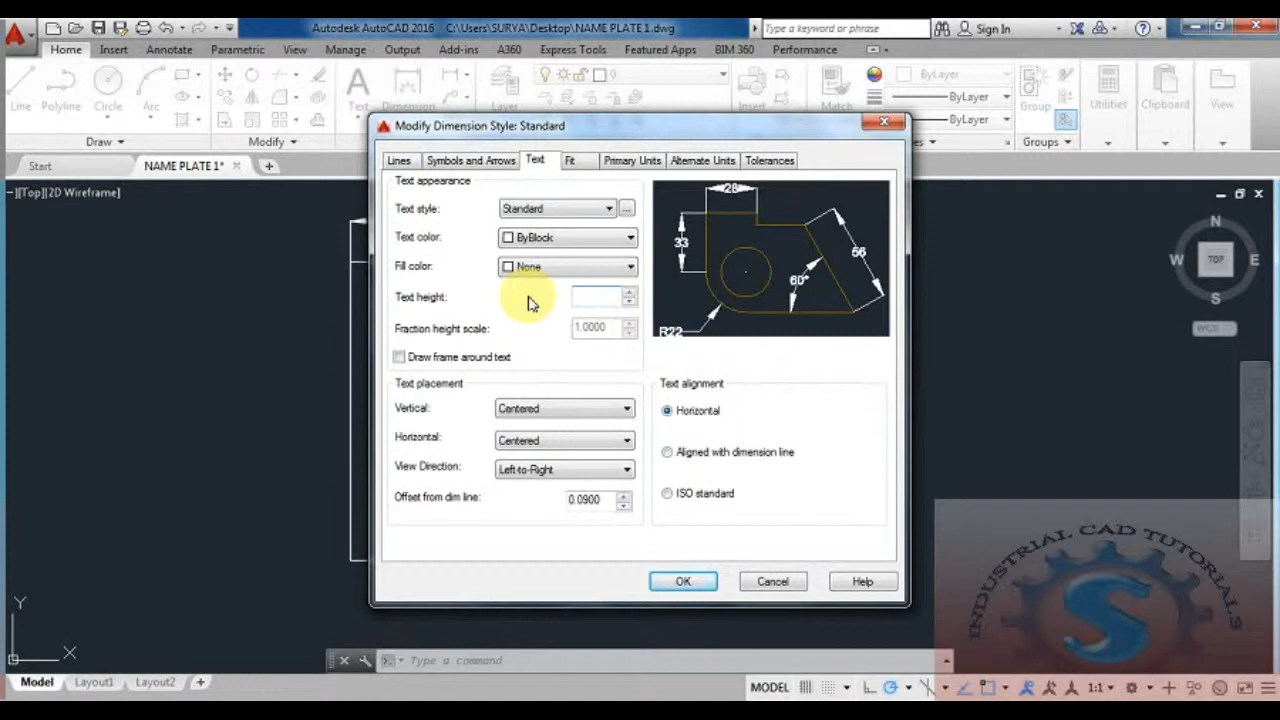 Autodesk AutoCAD 2016 C:\Users\SURYA\Desktop\NAME PLATE 1.dwg
Type a keyword or phrase
Sign In
Home Insert Annotate Parametric View Manage Output Add-ins A360 Express Tools Featured Apps BIM 360 Performance
0
ByLayer
Line Polyline Circle Arc Text Dimension Layer Insert Match Group Utilities Clipboard View
ByLayer
ByLayer
Draw Modify Groups
Start NAME PLATE 1*
[Top][2D Wireframe]
Modify Dimension Style: Standard
Lines Symbols and Arrows Text Fit Primary Units Alternate Units Tolerances
Text appearance
Text style: Standard ...
Text color: ByBlock
Fill color: None
Text height:
Fraction height scale: 1.0000
Draw frame around text
28
33
66
60°
R22
Text placement
Vertical: Centered
Horizontal: Centered
View Direction: Left-to-Right
Offset from dim line: 0.0900
Text alignment
Horizontal
Aligned with dimension line
ISO standard
OK Cancel Help
N
W TOP E
S
WCS
Y
X
INDUSTRIAL CAD TUTORIALS
S
Type a command
Model Layout1 Layout2 +
MODEL 1:1